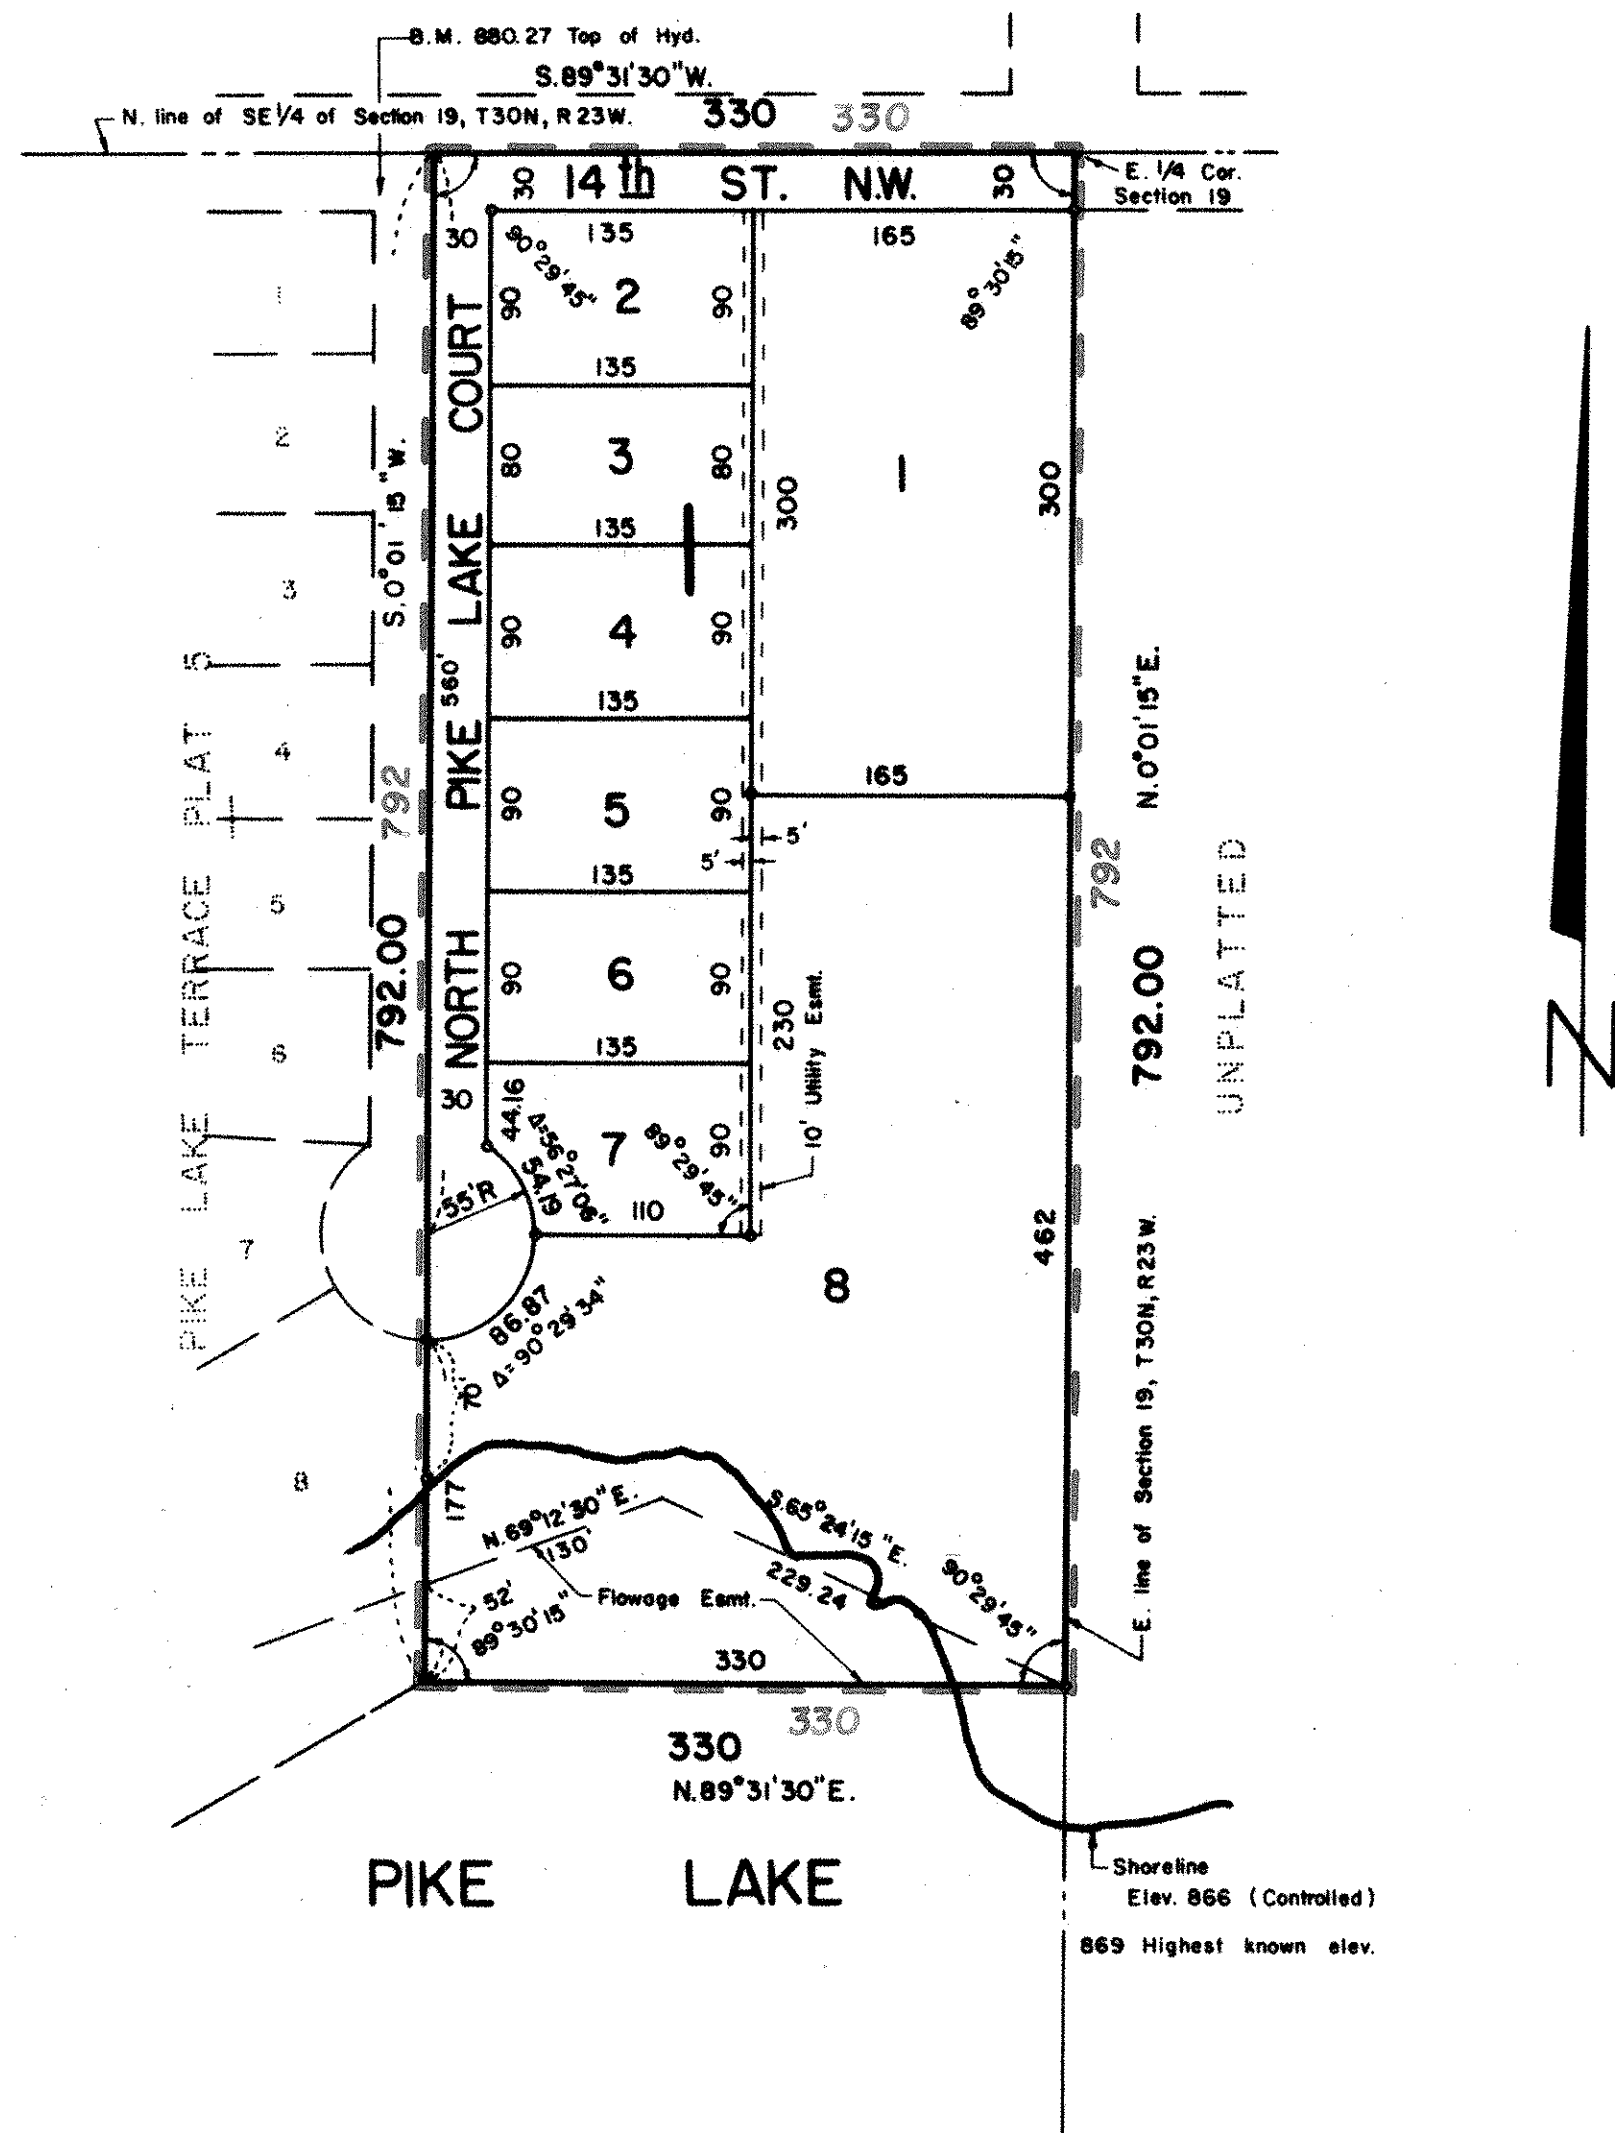 B.M. 880.27 Top of Hyd.
S.89°31'30"W.
N. line of SE 1/4 of Section 19, T30N, R23W.
330
330
E. 1/4 Cor.
Section 19
30
14th ST. N.W.
30
30
135
165
90°29'45"
89°30'15"
1
90
2
90
135
2
80
3
80
135
300
1
300
S.0°01'15"W.
3
90
4
90
135
560'
1
NORTH PIKE LAKE COURT
N.0°01'15"E.
PIKE LAKE TERRACE PLAT 5
4
792
90
5
90
165
5'
5'
135
792
UNPLATTED
5
792.00
90
6
90
230
10' Utility Esmt.
792.00
6
135
30
44.16
Δ=56°27'06"
54.19
7
89°29'45"
90
55'R
110
7
462
8
86.87
Δ=90°29'34"
70'
E. line of Section 19, T30N, R23W.
8
177
N.69°12'30"E.
130'
S.65°24'15"E.
229.24
90°29'45"
52'
89°30'15"
Flowage Esmt.
330
330
330
N.89°31'30"E.
PIKE LAKE
Shoreline
Elev. 866 (Controlled)
869 Highest known elev.
N